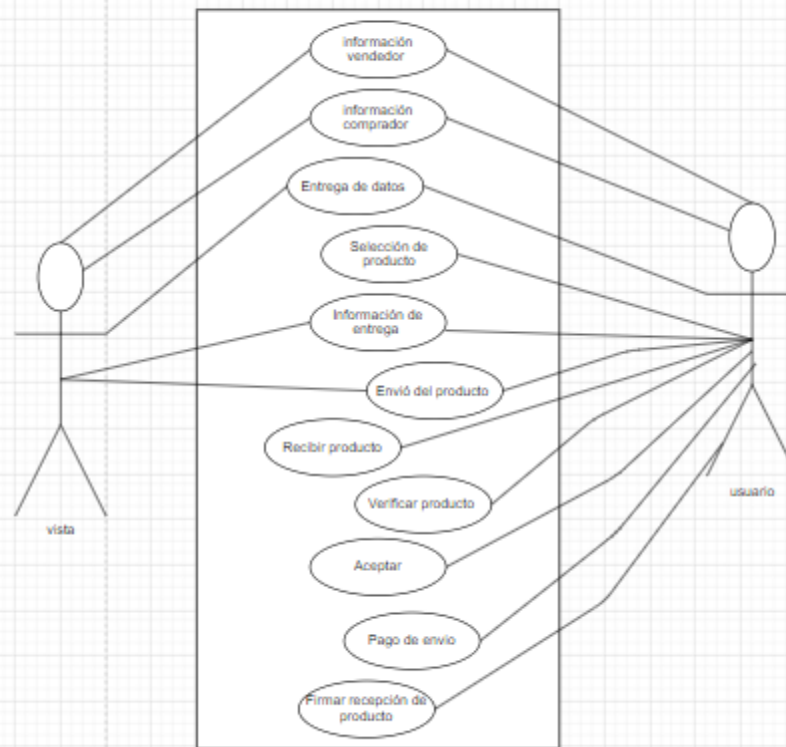 información
vendedor
información
comprador
Entrega de datos
Selección de
producto
Información de
entrega
Envió del producto
Recibir producto
Verificar producto
Aceptar
Pago de envio
Firmar recepción de
producto
vista
usuario